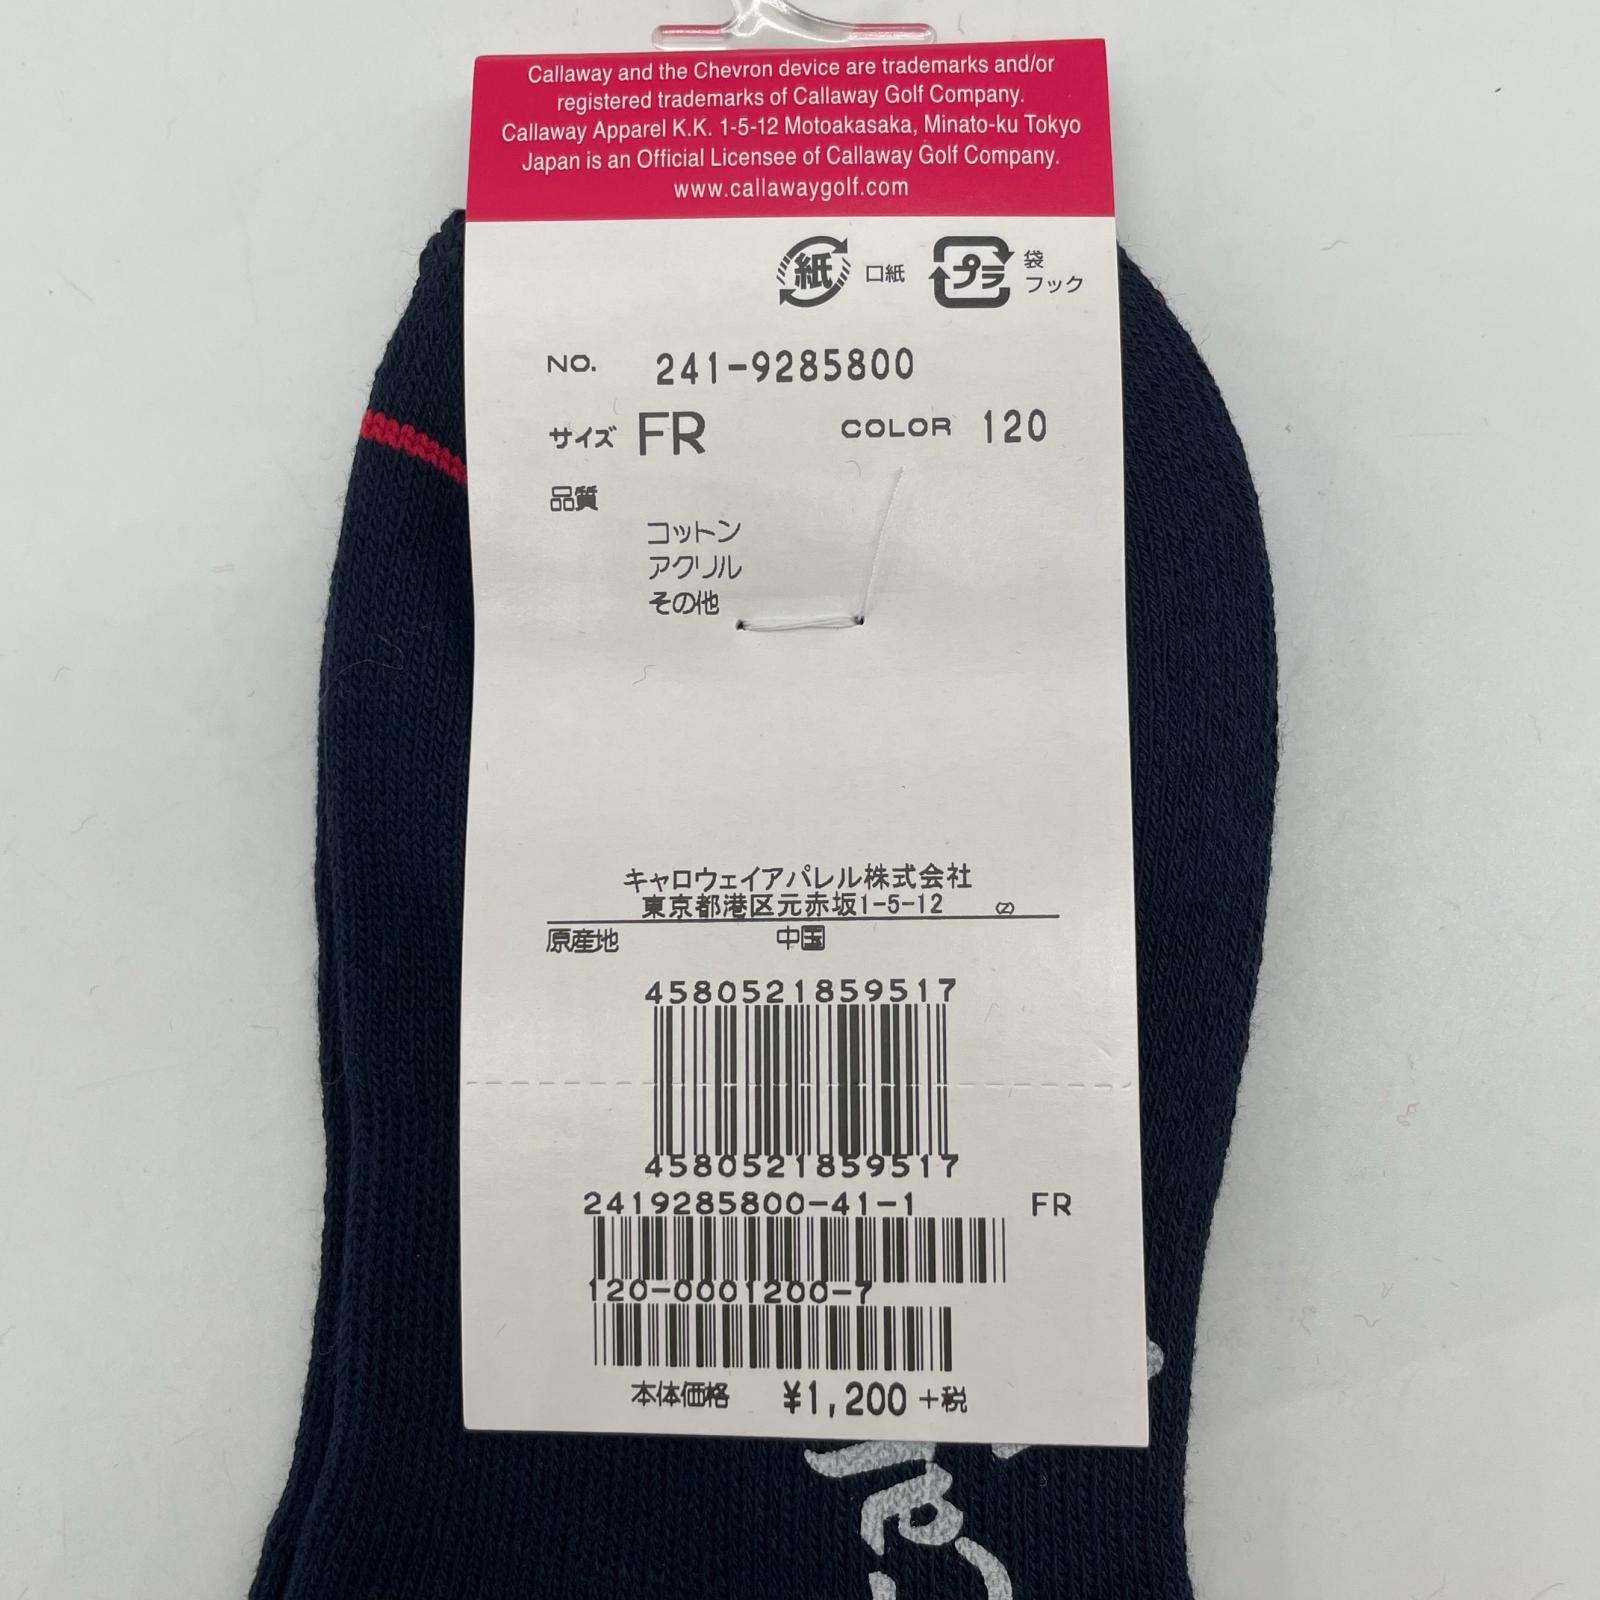 Callaway and the Chevron device are trademarks and/or
registered trademarks of Callaway Golf Company.
Callaway Apparel K.K. 1-5-12 Motoakasaka, Minato-ku Tokyo
Japan is an Official Licensee of Callaway Golf Company.
www.callawaygolf.com
紙 口紙 プラ 袋
フック
NO. 241-9285800
サイズ FR COLOR 120
品質
コットン
アクリル
その他
キャロウェイアパレル株式会社
東京都港区元赤坂1-5-12 (Z)
原産地 中国
4580521859517
4580521859517
2419285800-41-1 FR
120-0001200-7
本体価格 ¥1,200 +税